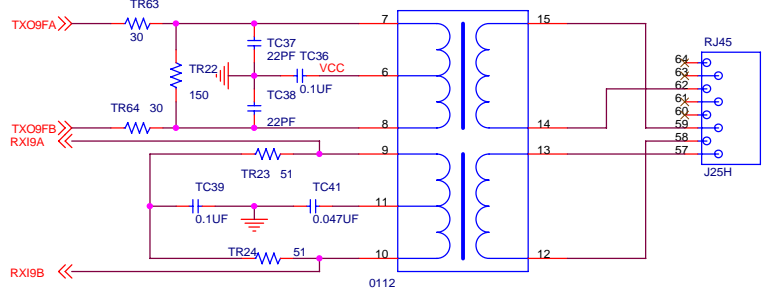 TR63
TXO9FA
30
7
15
TC37
22PF
TC36
VCC
0.1UF
6
TR22
150
TC38
22PF
TR64
30
TXO9FB
8
14
RXI9A
9
13
TR23
51
TC39
0.1UF
TC41
0.047UF
11
TR24
51
10
12
RXI9B
0112
RJ45
64
63
62
61
60
59
58
57
J25H